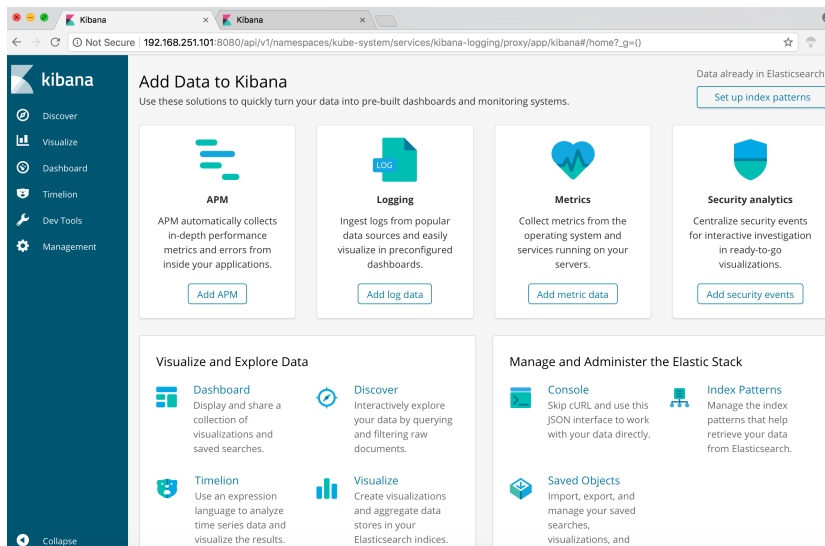 Kibana
Kibana
Not Secure 192.168.251.101:8080/api/v1/namespaces/kube-system/services/kibana-logging/proxy/app/kibana#/home?_g=()
kibana
Discover
Visualize
Dashboard
Timelion
Dev Tools
Management
Collapse
Add Data to Kibana
Use these solutions to quickly turn your data into pre-built dashboards and monitoring systems.
Data already in Elasticsearch
Set up index patterns
APM
APM automatically collects
in-depth performance
metrics and errors from
inside your applications.
Add APM
LOG
Logging
Ingest logs from popular
data sources and easily
visualize in preconfigured
dashboards.
Add log data
Metrics
Collect metrics from the
operating system and
services running on your
servers.
Add metric data
Security analytics
Centralize security events
for interactive investigation
in ready-to-go
visualizations.
Add security events
Visualize and Explore Data
Dashboard
Display and share a
collection of
visualizations and
saved searches.
Discover
Interactively explore
your data by querying
and filtering raw
documents.
Timelion
Use an expression
language to analyze
time series data and
visualize the results.
Visualize
Create visualizations
and aggregate data
stores in your
Elasticsearch indices.
Manage and Administer the Elastic Stack
Console
Skip cURL and use this
JSON interface to work
with your data directly.
Index Patterns
Manage the index
patterns that help
retrieve your data
from Elasticsearch.
Saved Objects
Import, export, and
manage your saved
searches,
visualizations, and